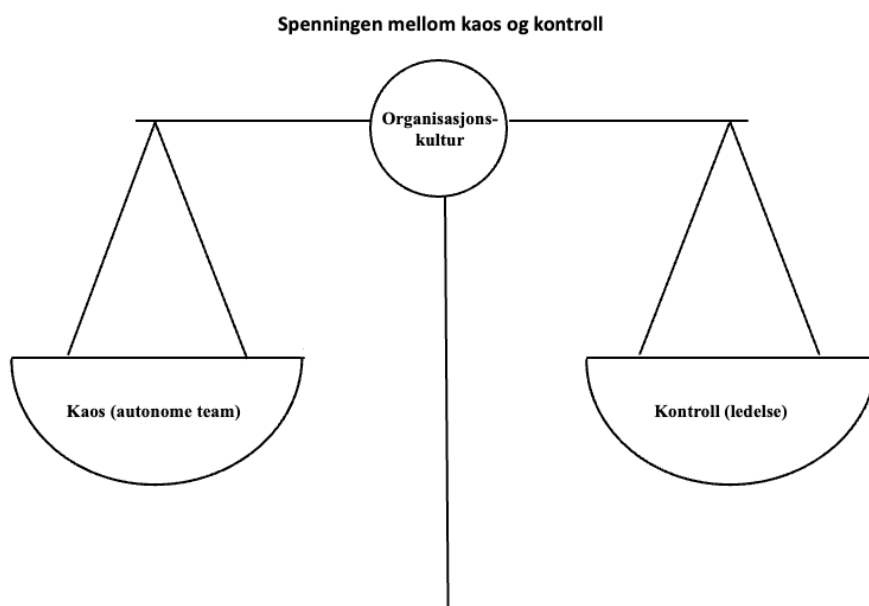 Spenningen mellom kaos og kontroll
Organisasjons-
kultur
Kaos (autonome team)
Kontroll (ledelse)